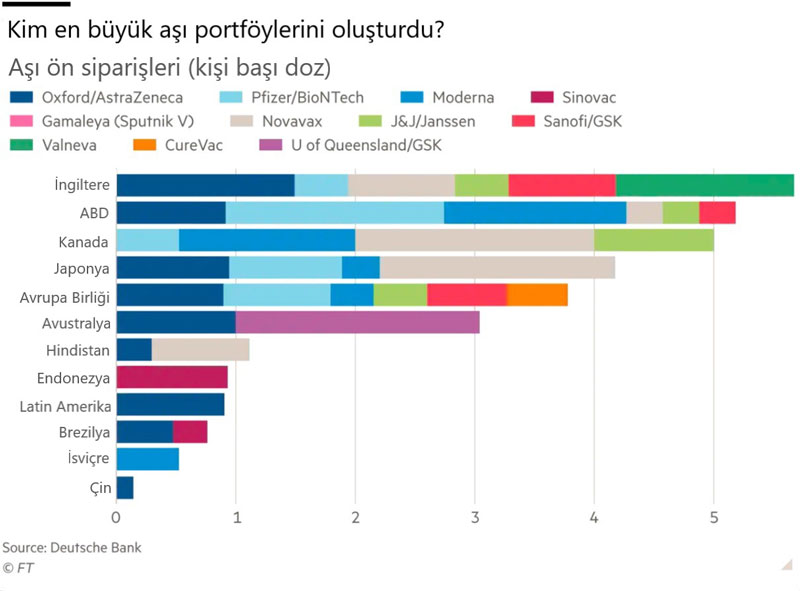 Kim en büyük aşı portföylerini oluşturdu?
Aşı ön siparişleri (kişi başı doz)
Oxford/AstraZeneca Pfizer/BioNTech Moderna Sinovac
Gamaleya (Sputnik V) Novavax J&J/Janssen Sanofi/GSK
Valneva CureVac U of Queensland/GSK
İngiltere
ABD
Kanada
Japonya
Avrupa Birliği
Avustralya
Hindistan
Endonezya
Latin Amerika
Brezilya
İsviçre
Çin
0 1 2 3 4 5
Source: Deutsche Bank
© FT